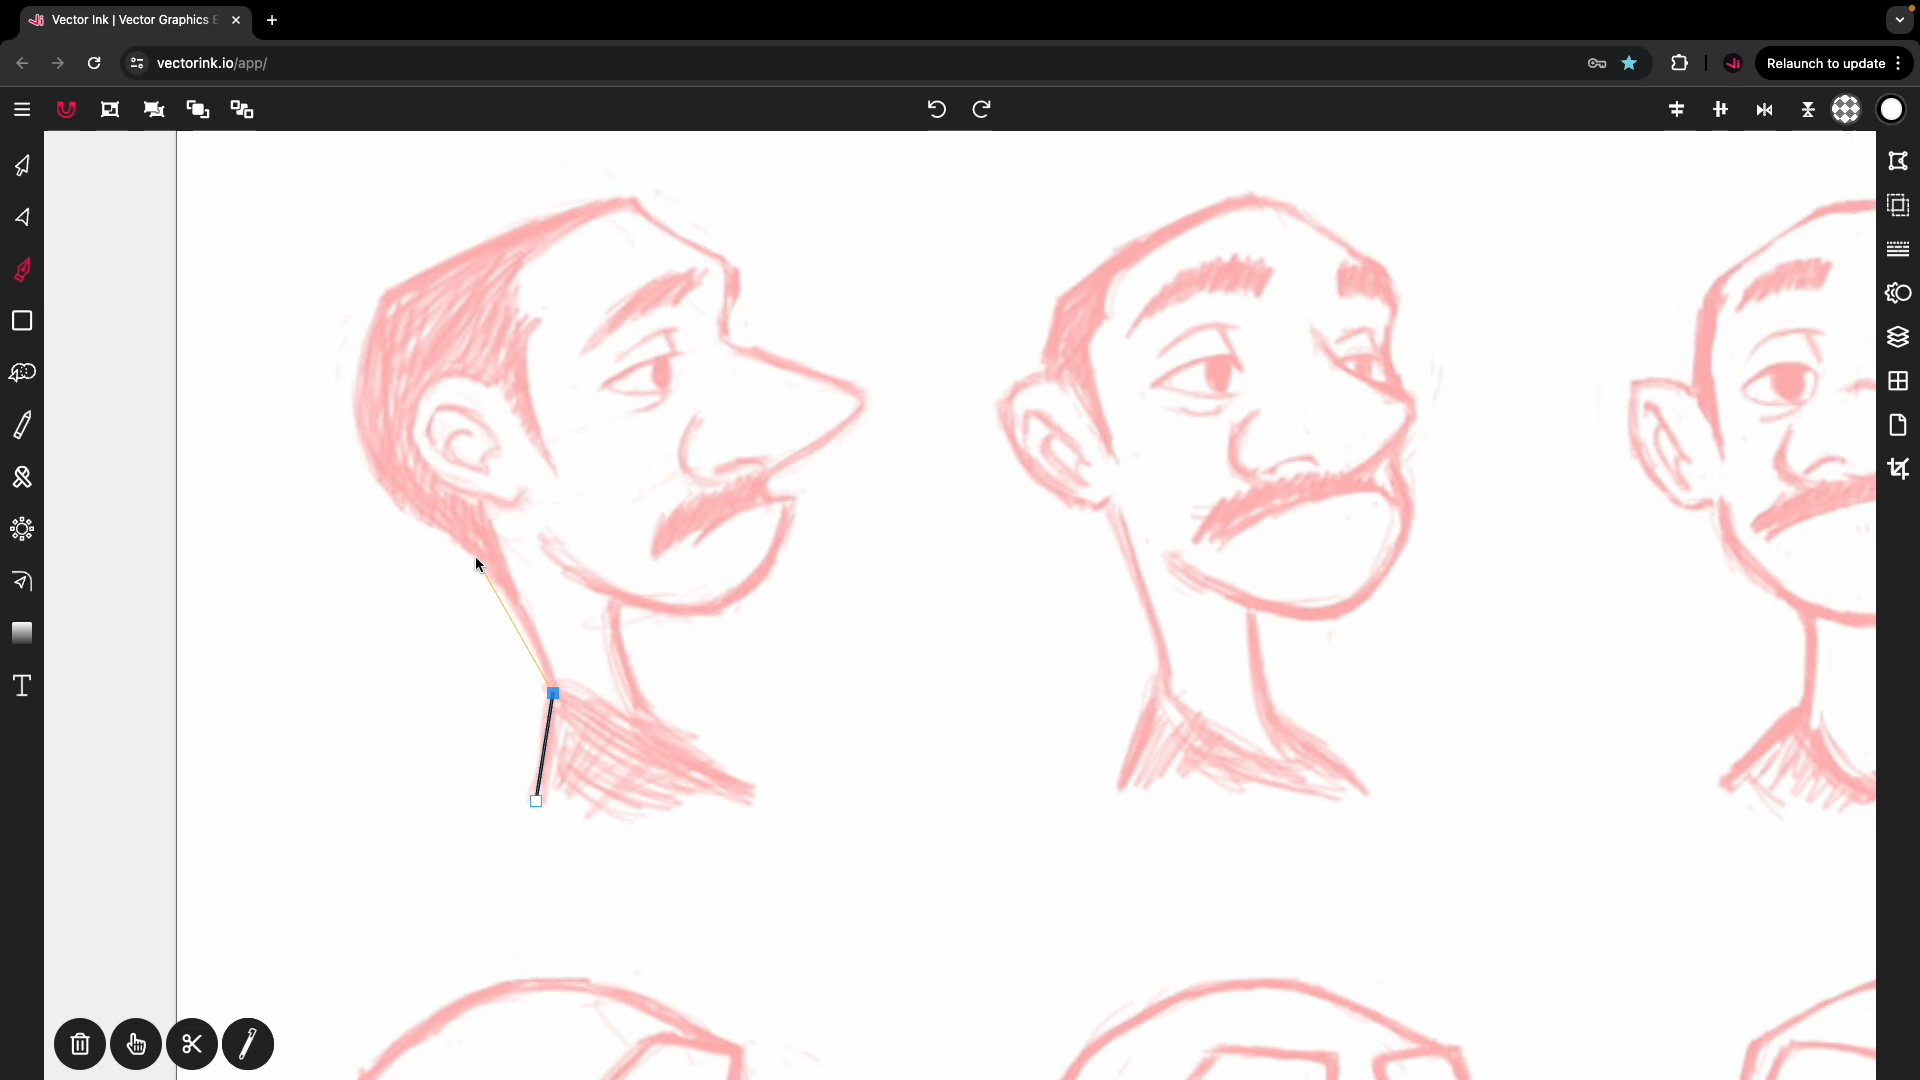 Vector Ink | Vector Graphics E
vectorink.io/app/
Relaunch to update